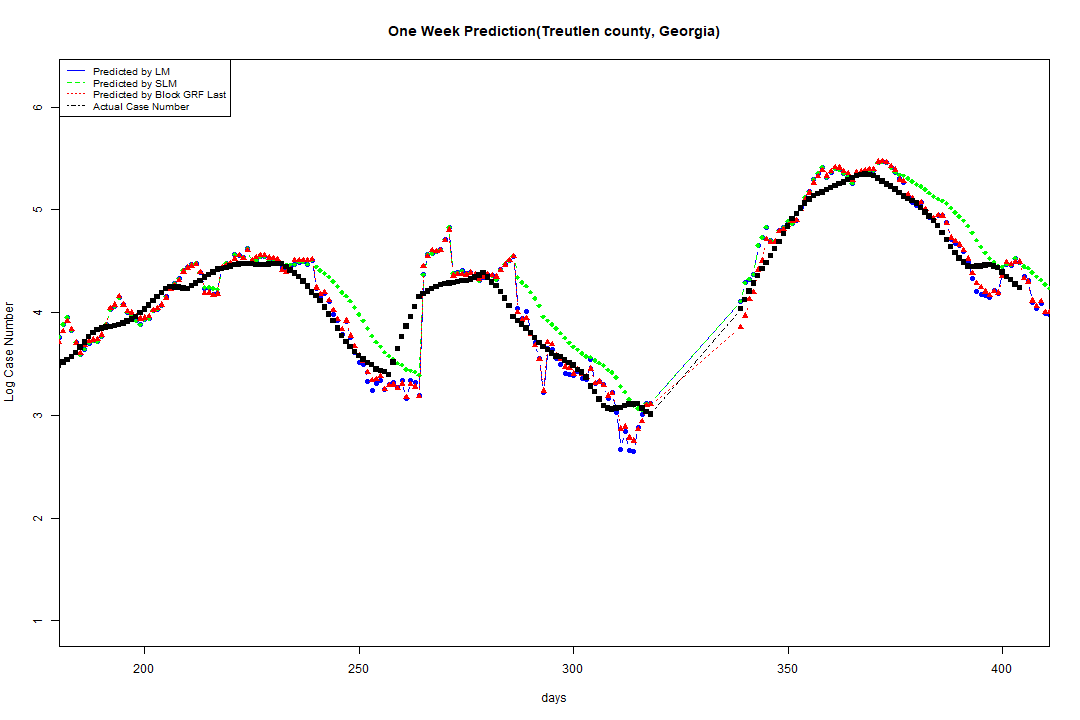 One Week Prediction(Treutlen county, Georgia)
Predicted by LM
Predicted by SLM
Predicted by Block GRF Last
Actual Case Number
6
5
4
3
2
1
Log Case Number
200 250 300 350 400
days